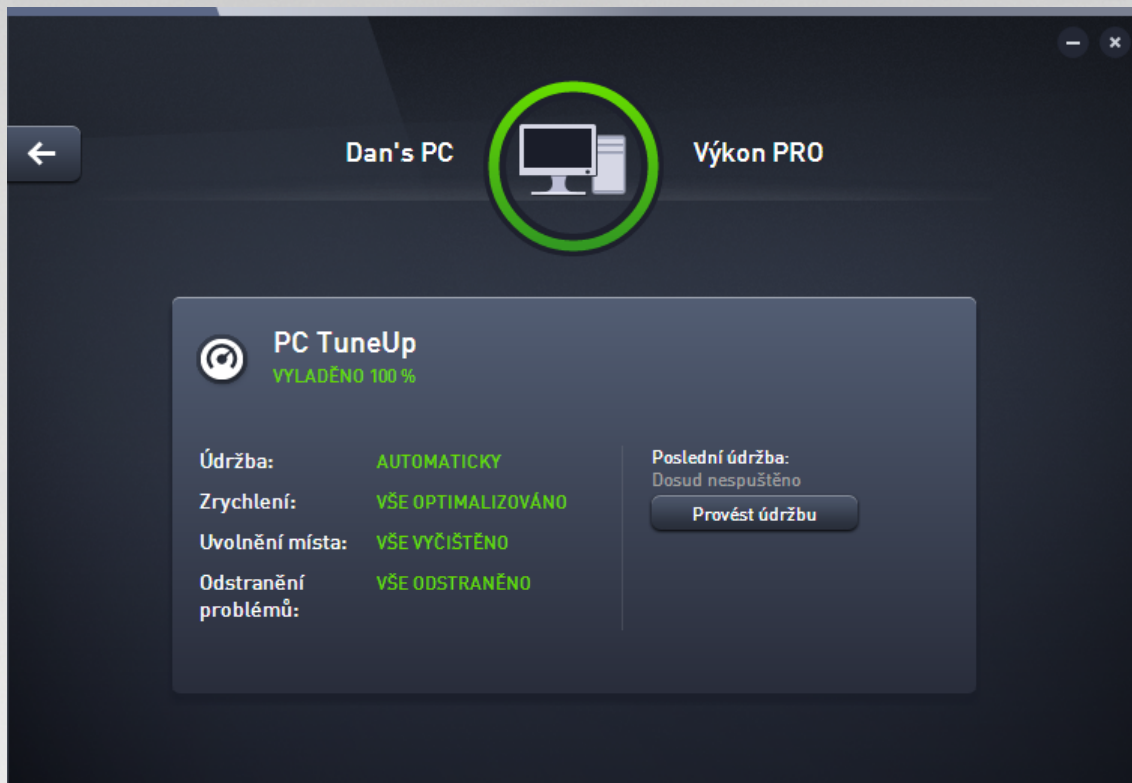 Dan's PC
Výkon PRO
PC TuneUp
VYLADĚNO 100 %
Údržba:
AUTOMATICKY
Zrychlení:
VŠE OPTIMALIZOVÁNO
Uvolnění místa:
VŠE VYČIŠTĚNO
Odstranění
problémů:
VŠE ODSTRANĚNO
Poslední údržba:
Dosud nespuštěno
Provést údržbu